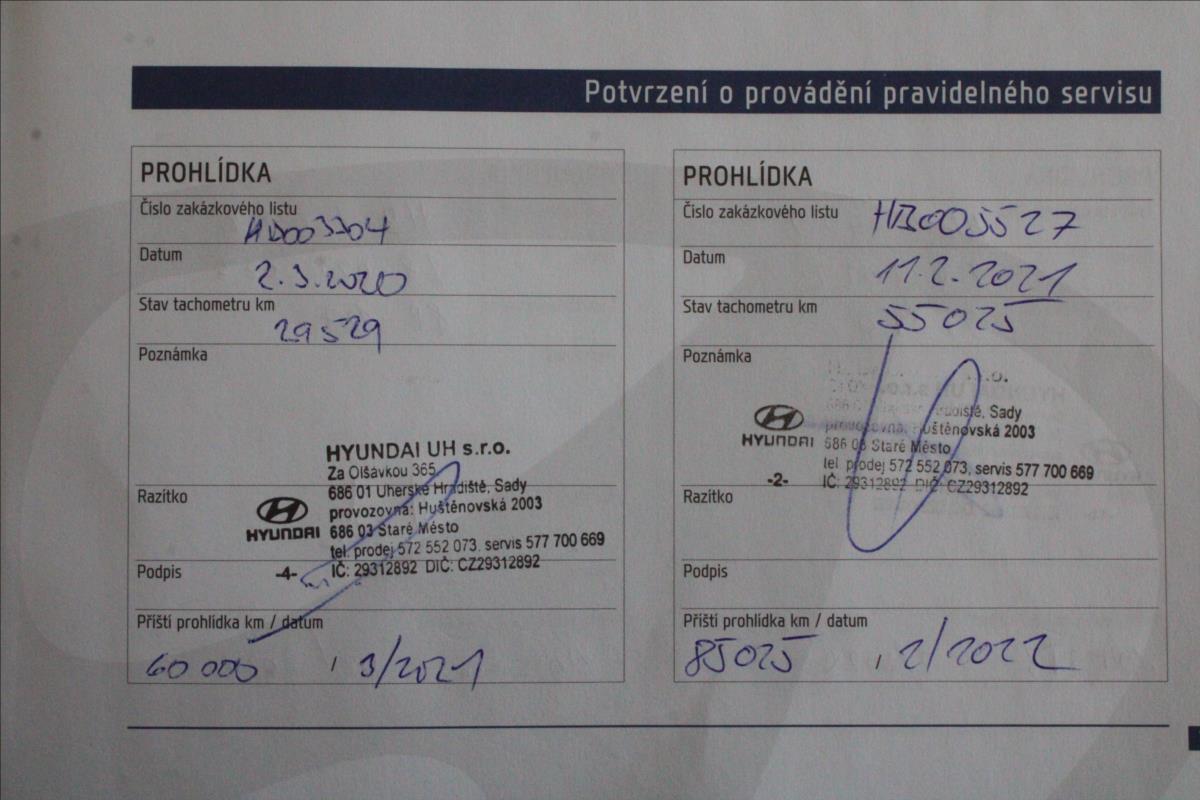 Potvrzení o provádění pravidelného servisu
PROHLÍDKA
Číslo zakázkového listu
Datum
2.3.2020
Stav tachometru km
29529
Poznámka
HYUNDAI UH s.r.o.
Za Olšávkou 365
686 01 Uherské Hradiště, Sady
Razítko
provozovna: Huštěnovská 2003
HYUNDAI
686 03 Staré Město
tel. prodej 572 552 073, servis 577 700 669
Podpis
-4-
IČ: 29312892 DIČ: CZ29312892
Příští prohlídka km / datum
60 000 / 3/2021
PROHLÍDKA
Číslo zakázkového listu HB005527
Datum
11.2.2021
Stav tachometru km
55025
Poznámka
Sady
HYUNDAI
provozovna: Huštěnovská 2003
686 03 Staré Město
tel. prodej 572 552 073, servis 577 700 669
-2-
IČ: 29312892 DIČ: CZ29312892
Razítko
Podpis
Příští prohlídka km / datum
85025 / 2/2022